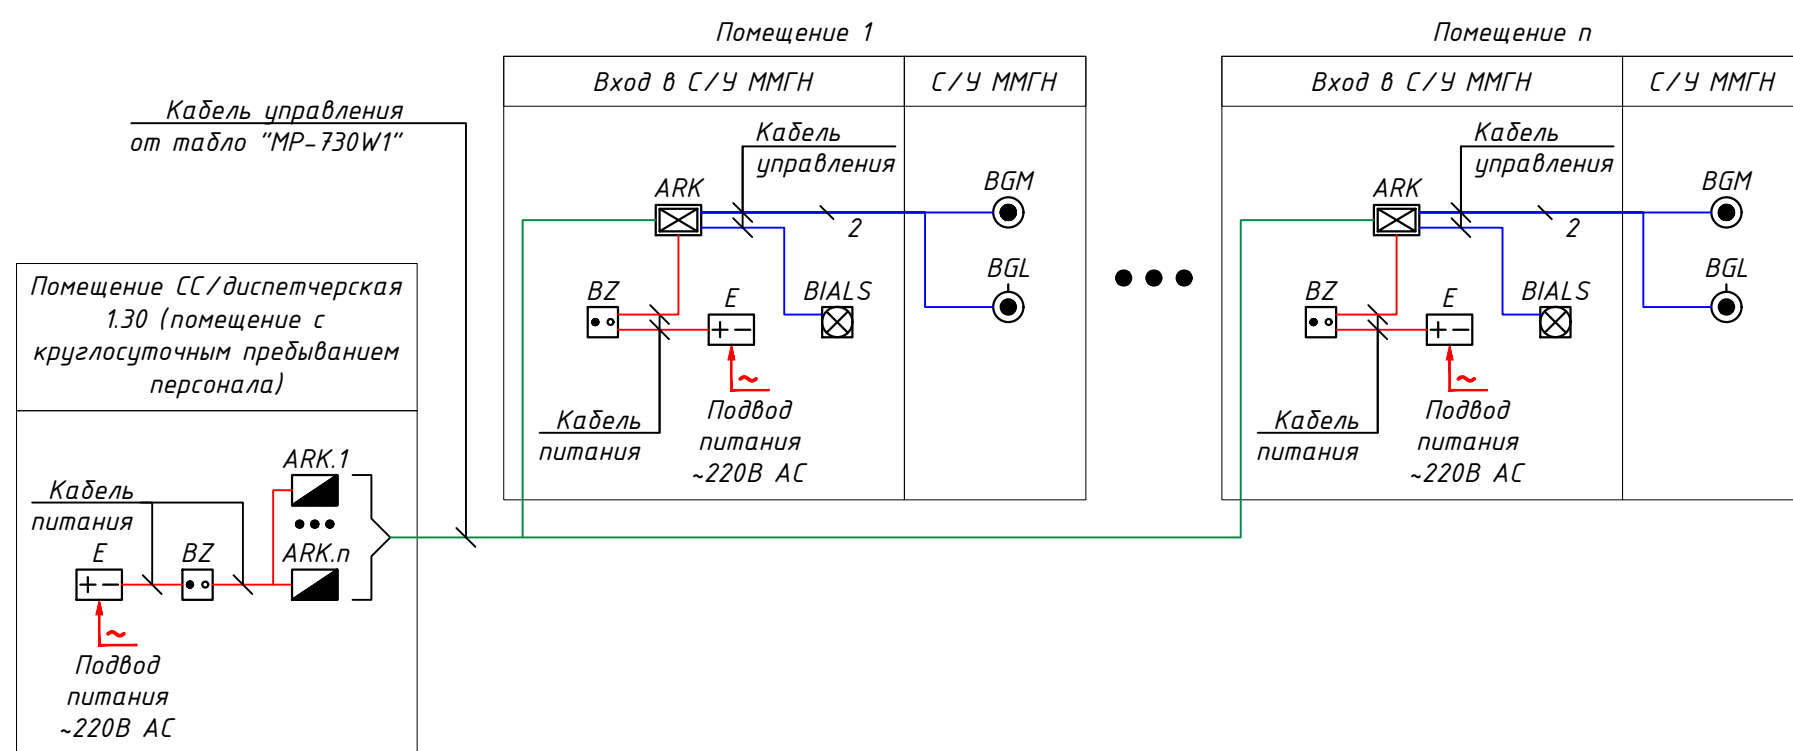 Помещение 1
Помещение n
Вход в С/У ММГН
С/У ММГН
Вход в С/У ММГН
С/У ММГН
Кабель управления
от табло "MP-730W1"
Кабель
управления
ARK
BGM
2
BGL
BZ
E
BIALS
Кабель
питания
Подвод
питания
~220В АС
Кабель
управления
ARK
BGM
2
BGL
BZ
E
BIALS
Кабель
питания
Подвод
питания
~220В АС
Помещение СС/диспетчерская
1.30 (помещение с
круглосуточным пребыванием
персонала)
ARK.1
Кабель
питания
E
BZ
ARK.n
Подвод
питания
~220В АС